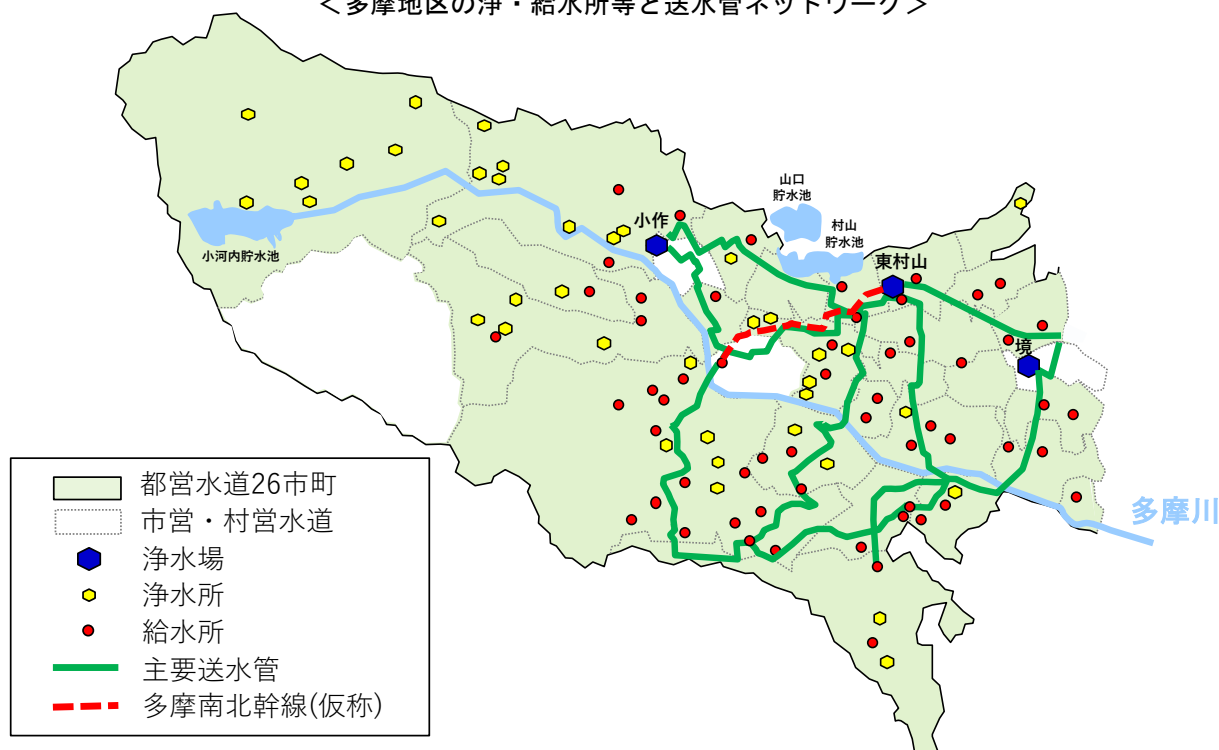 ＜多摩地区の浄・給水所等と送水管ネットワーク＞
山口
貯水池
小作
村山
貯水池
東村山
小河内貯水池
境
多摩川
都営水道26市町
市営・村営水道
浄水場
浄水所
給水所
主要送水管
多摩南北幹線(仮称)